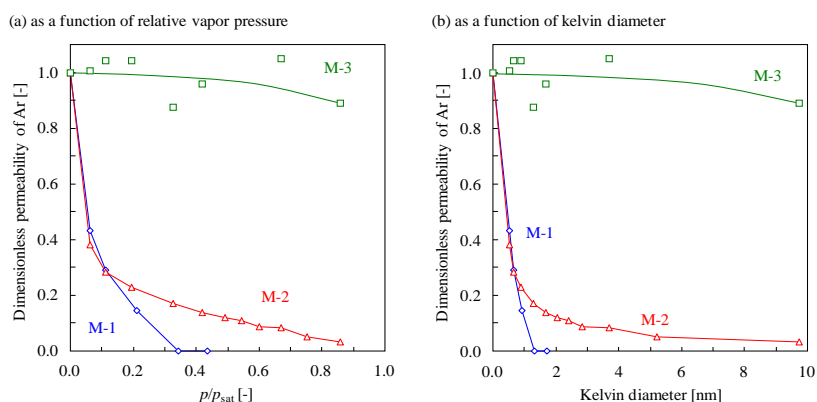 (a) as a function of relative vapor pressure
(b) as a function of kelvin diameter
Dimensionless permeability of Ar [-]
1.0
0.8
0.6
0.4
0.2
0.0
M-3
M-2
M-1
0.0 0.2 0.4 0.6 0.8 1.0
p/psat [-]
Dimensionless permeability of Ar [-]
1.0
0.8
0.6
0.4
0.2
0.0
M-3
M-1
M-2
0 2 4 6 8 10
Kelvin diameter [nm]